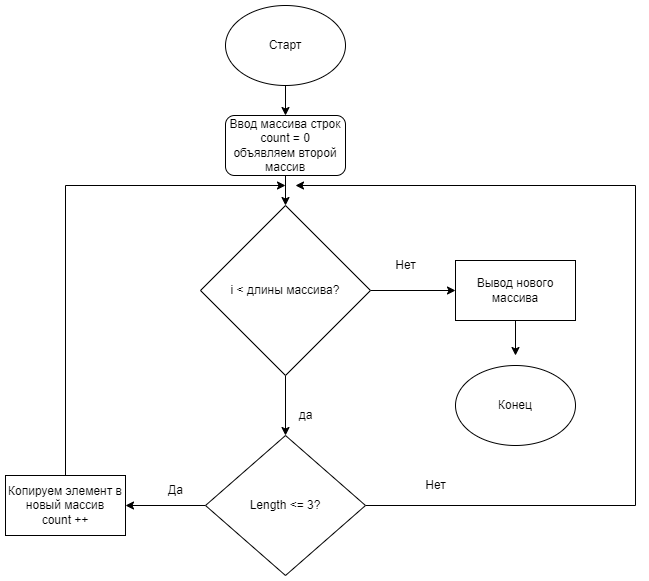 Старт
Ввод массива строк
count = 0
объявляем второй
массив
i < длины массива?
Нет
Вывод нового
массива
да
Конец
Length <= 3?
Да
Нет
Копируем элемент в
новый массив
count ++